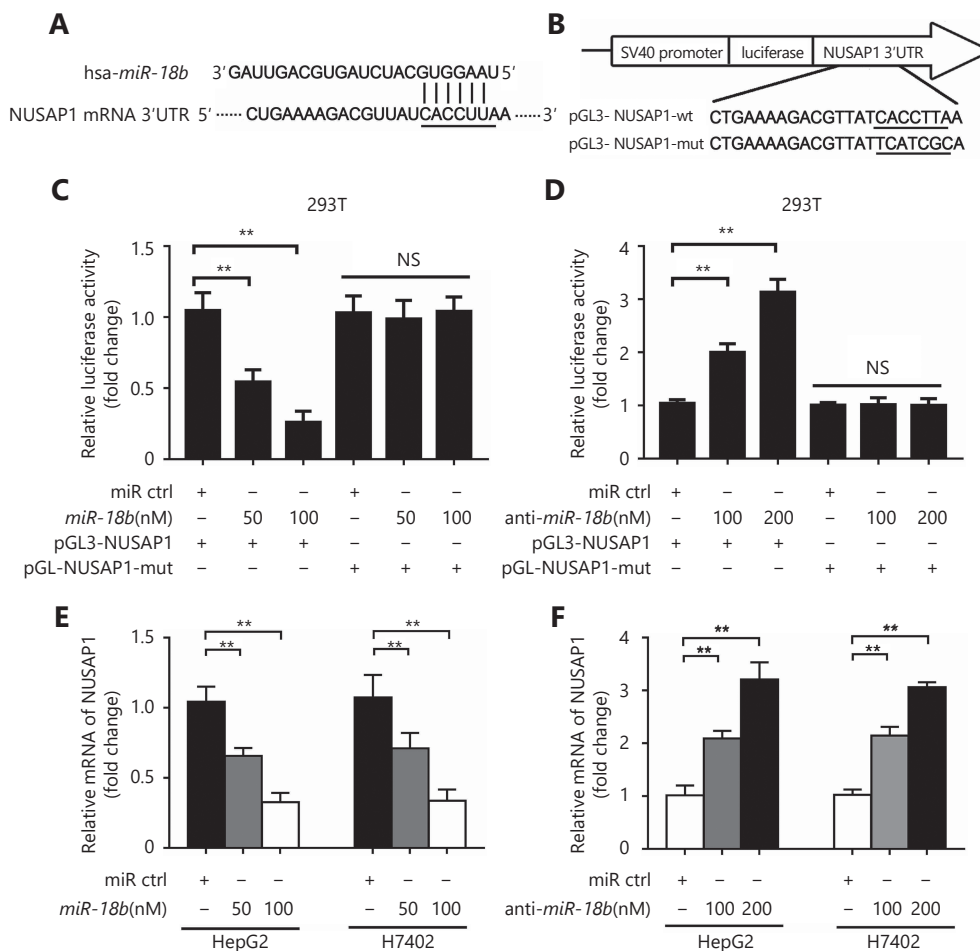 A
hsa-miR-18b 3′GAUUGACGUGAUCUACGUGGAAU5′
NUSAP1 mRNA 3′UTR 5′ ······ CUGAAAAGACGUUAUCACCUUAA ······ 3′
B
SV40 promoter luciferase NUSAP1 3′UTR
pGL3- NUSAP1-wt CTGAAAAGACGTTATCACCTTAA
pGL3- NUSAP1-mut CTGAAAAGACGTTATTCATCGCA
C
293T
Relative luciferase activity
(fold change)
1.5
1.0
0.5
0
**
**
NS
miR ctrl + – – + – –
miR-18b(nM) – 50 100 – 50 100
pGL3-NUSAP1 + + + – – –
pGL-NUSAP1-mut – – – + + +
D
293T
Relative luciferase activity
(fold change)
4
3
2
1
0
**
**
NS
miR ctrl + – – + – –
anti-miR-18b(nM) – 100 200 – 100 200
pGL3-NUSAP1 + + + – – –
pGL-NUSAP1-mut – – – + + +
E
Relative mRNA of NUSAP1
(fold change)
1.5
1.0
0.5
0
**
**
**
**
miR ctrl + – – + – –
miR-18b(nM) – 50 100 – 50 100
HepG2 H7402
F
Relative mRNA of NUSAP1
(fold change)
4
3
2
1
0
**
**
**
**
miR ctrl + – – + – –
anti-miR-18b(nM) – 100 200 – 100 200
HepG2 H7402